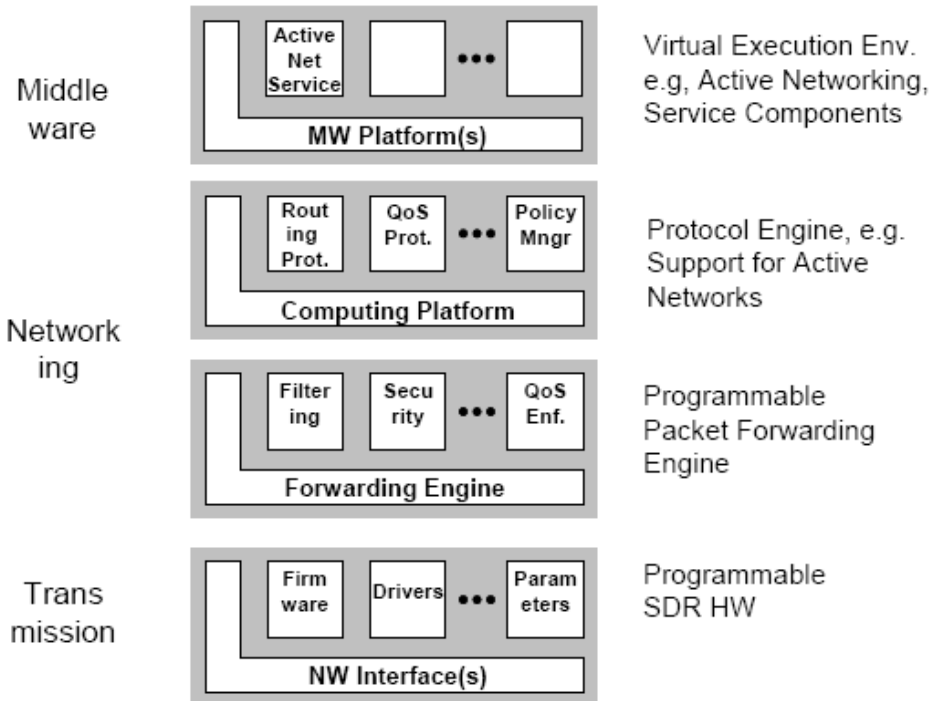 Middle
ware
Active
Net
Service
MW Platform(s)
Virtual Execution Env.
e.g, Active Networking,
Service Components
Network
ing
Rout
ing
Prot.
QoS
Prot.
Policy
Mngr
Computing Platform
Protocol Engine, e.g.
Support for Active
Networks
Filter
ing
Secu
rity
QoS
Enf.
Forwarding Engine
Programmable
Packet Forwarding
Engine
Trans
mission
Firm
ware
Drivers
Param
eters
NW Interface(s)
Programmable
SDR HW